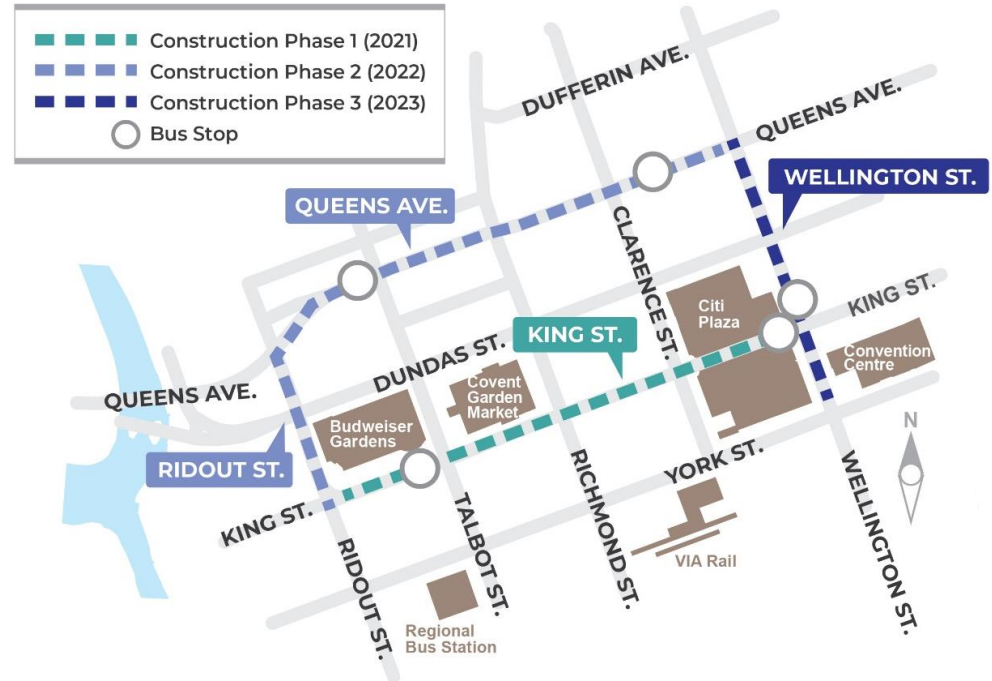 Construction Phase 1 (2021)
Construction Phase 2 (2022)
Construction Phase 3 (2023)
Bus Stop
DUFFERIN AVE.
QUEENS AVE.
WELLINGTON ST.
QUEENS AVE.
CLARENCE ST.
KING ST.
Citi
Plaza
KING ST.
DUNDAS ST.
Convention
Centre
Covent
Garden
Market
QUEENS AVE.
Budweiser
Gardens
RIDOUT ST.
YORK ST.
N
KING ST.
TALBOT ST.
RICHMOND ST.
WELLINGTON ST.
RIDOUT ST.
VIA Rail
Regional
Bus Station